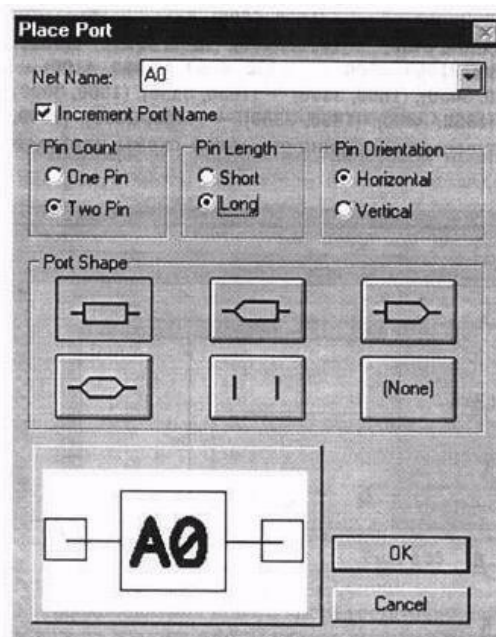 Place Port
Net Name: A0
Increment Port Name
Pin Count
One Pin
Two Pin
Pin Length
Short
Long
Pin Orientation
Horizontal
Vertical
Port Shape
(None)
A0
OK
Cancel